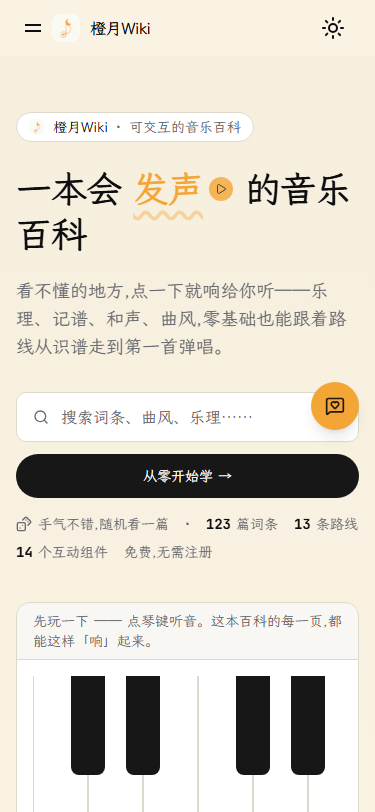 橙月Wiki
橙月Wiki · 可交互的音乐百科
一本会 发声 的音乐
百科
看不懂的地方,点一下就响给你听——乐
理、记谱、和声、曲风,零基础也能跟着路
线从识谱走到第一首弹唱。
搜索词条、曲风、乐理……
从零开始学 →
手气不错,随机看一篇 · 123 篇词条 13 条路线
14 个互动组件 免费,无需注册
先玩一下 —— 点琴键听音。这本百科的每一页,都
能这样「响」起来。